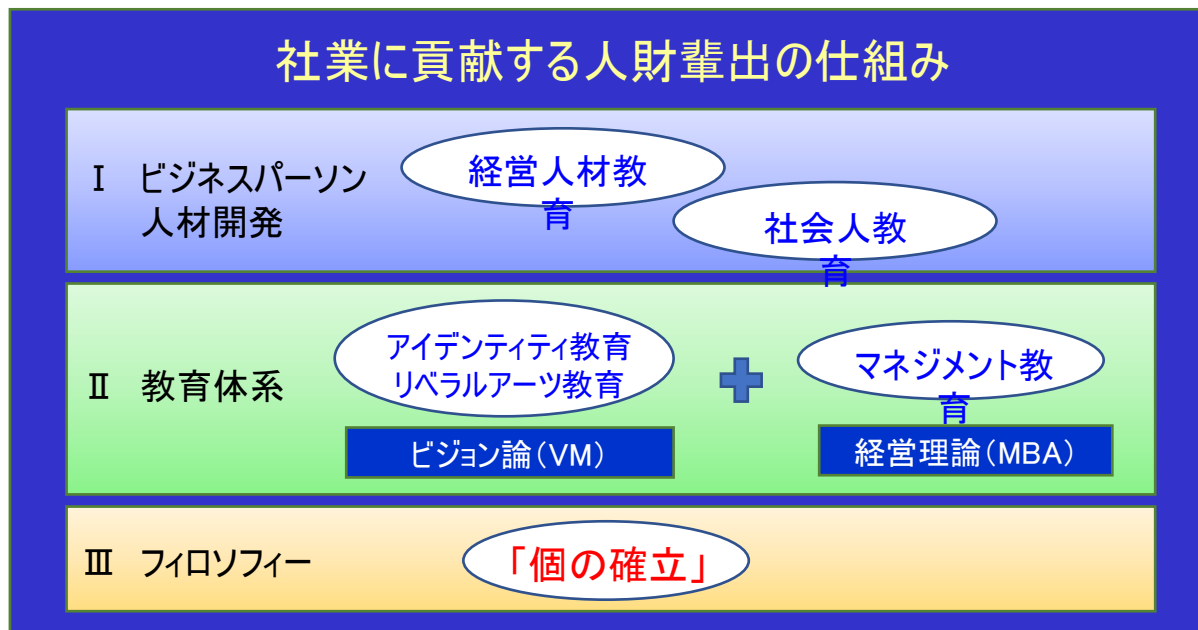 社業に貢献する人財輩出の仕組み
Ⅰ ビジネスパーソン
人材開発
経営人材教
育
社会人教
育
Ⅱ 教育体系
アイデンティティ教育
リベラルアーツ教育
マネジメント教
育
ビジョン論（VM）
経営理論（MBA）
Ⅲ フィロソフィー
「個の確立」